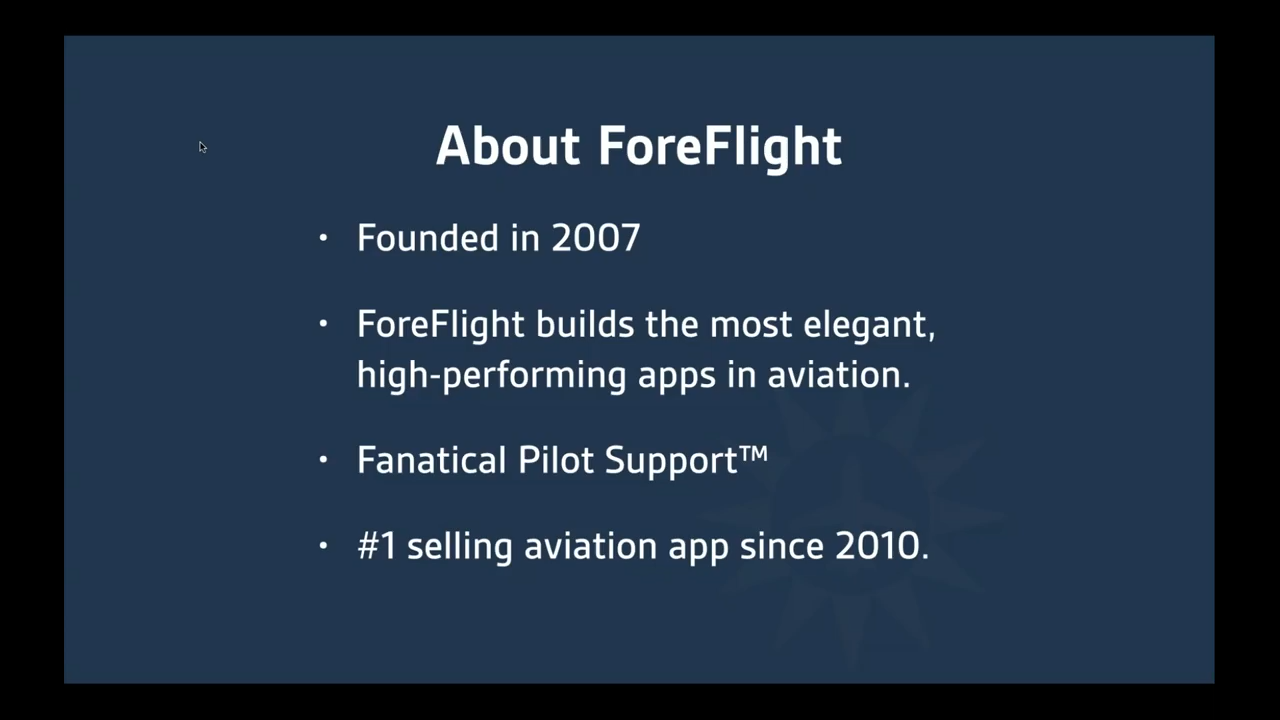 About ForeFlight
• Founded in 2007
• ForeFlight builds the most elegant,
high-performing apps in aviation.
• Fanatical Pilot Support™
• #1 selling aviation app since 2010.